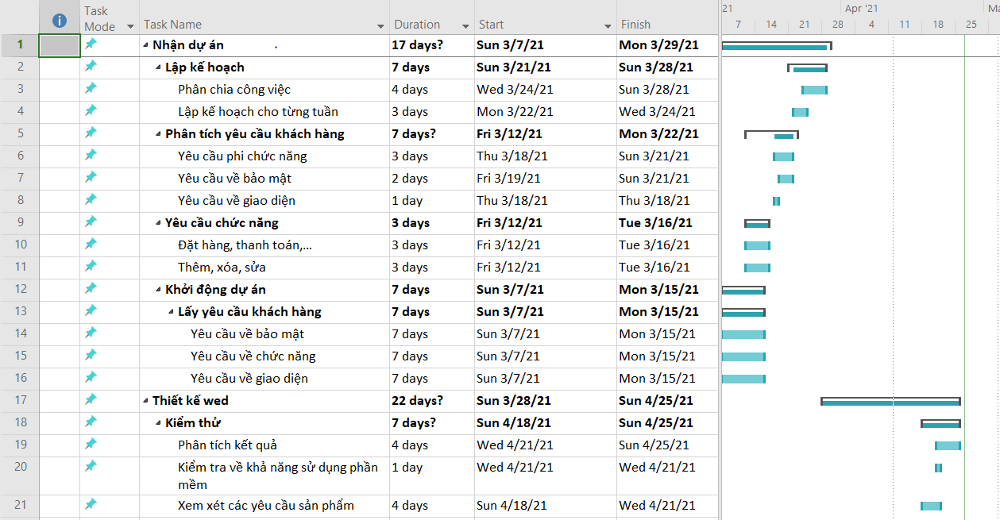 Task Mode Task Name Duration Start Finish
21 Apr '21 Ma
7 14 21 28 4 11 18 25
1 Nhận dự án . 17 days? Sun 3/7/21 Mon 3/29/21
2 Lập kế hoạch 7 days Sun 3/21/21 Sun 3/28/21
3 Phân chia công việc 4 days Wed 3/24/21 Sun 3/28/21
4 Lập kế hoạch cho từng tuần 3 days Mon 3/22/21 Wed 3/24/21
5 Phân tích yêu cầu khách hàng 7 days? Fri 3/12/21 Mon 3/22/21
6 Yêu cầu phi chức năng 3 days Thu 3/18/21 Sun 3/21/21
7 Yêu cầu về bảo mật 2 days Fri 3/19/21 Sun 3/21/21
8 Yêu cầu về giao diện 1 day Thu 3/18/21 Thu 3/18/21
9 Yêu cầu chức năng 3 days Fri 3/12/21 Tue 3/16/21
10 Đặt hàng, thanh toán,... 3 days Fri 3/12/21 Tue 3/16/21
11 Thêm, xóa, sửa 3 days Fri 3/12/21 Tue 3/16/21
12 Khởi động dự án 7 days Sun 3/7/21 Mon 3/15/21
13 Lấy yêu cầu khách hàng 7 days Sun 3/7/21 Mon 3/15/21
14 Yêu cầu về bảo mật 7 days Sun 3/7/21 Mon 3/15/21
15 Yêu cầu về chức năng 7 days Sun 3/7/21 Mon 3/15/21
16 Yêu cầu về giao diện 7 days Sun 3/7/21 Mon 3/15/21
17 Thiết kế wed 22 days? Sun 3/28/21 Sun 4/25/21
18 Kiểm thử 7 days? Sun 4/18/21 Sun 4/25/21
19 Phân tích kết quả 4 days Wed 4/21/21 Sun 4/25/21
20 Kiểm tra về khả năng sử dụng phần 1 day Wed 4/21/21 Wed 4/21/21
mềm
21 Xem xét các yêu cầu sản phẩm 4 days Sun 4/18/21 Wed 4/21/21